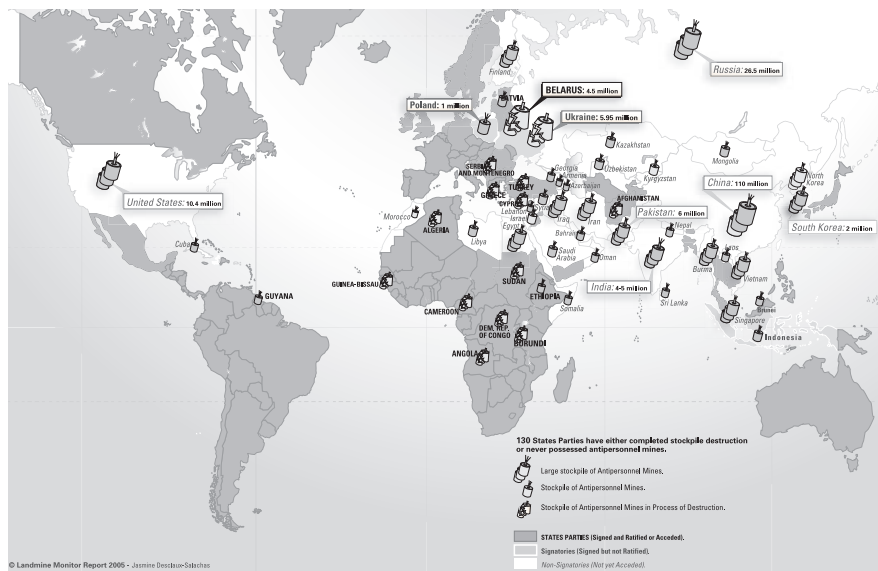 Russia: 26.5 million
Finland
LATVIA
BELARUS: 4.5 million
Poland: 1 million
Ukraine: 5.95 million
Kazakhstan
Mongolia
North
Korea
SERBIA
AND MONTENEGRO
Georgia
Armenia
Uzbekistan
Kyrgyzstan
Azerbaijan
TURKEY
GREECE
CYPRUS
China: 110 million
United States: 10.4 million
Morocco
ALGERIA
Lebanon
Israel
Egypt
Syria
Iraq
Iran
AFGHANISTAN
Pakistan: 6 million
Nepal
South Korea: 2 million
Cuba
Libya
Bahrain
Saudi
Arabia
Oman
Laos
Burma
Vietnam
GUINEA-BISSAU
SUDAN
India: 4-5 million
GUYANA
ETHIOPIA
Somalia
Sri Lanka
Brunei
CAMEROON
Singapore
DEM. REP.
OF CONGO
BURUNDI
Indonesia
ANGOLA
130 States Parties have either completed stockpile destruction
or never possessed antipersonnel mines.
Large stockpile of Antipersonnel Mines.
Stockpile of Antipersonnel Mines.
Stockpile of Antipersonnel Mines in Process of Destruction.
STATES PARTIES (Signed and Ratified or Acceded).
Signatories (Signed but not Ratified).
Non-Signatories (Not yet Acceded).
© Landmine Monitor Report 2005 - Jasmine Desclaux-Salachas